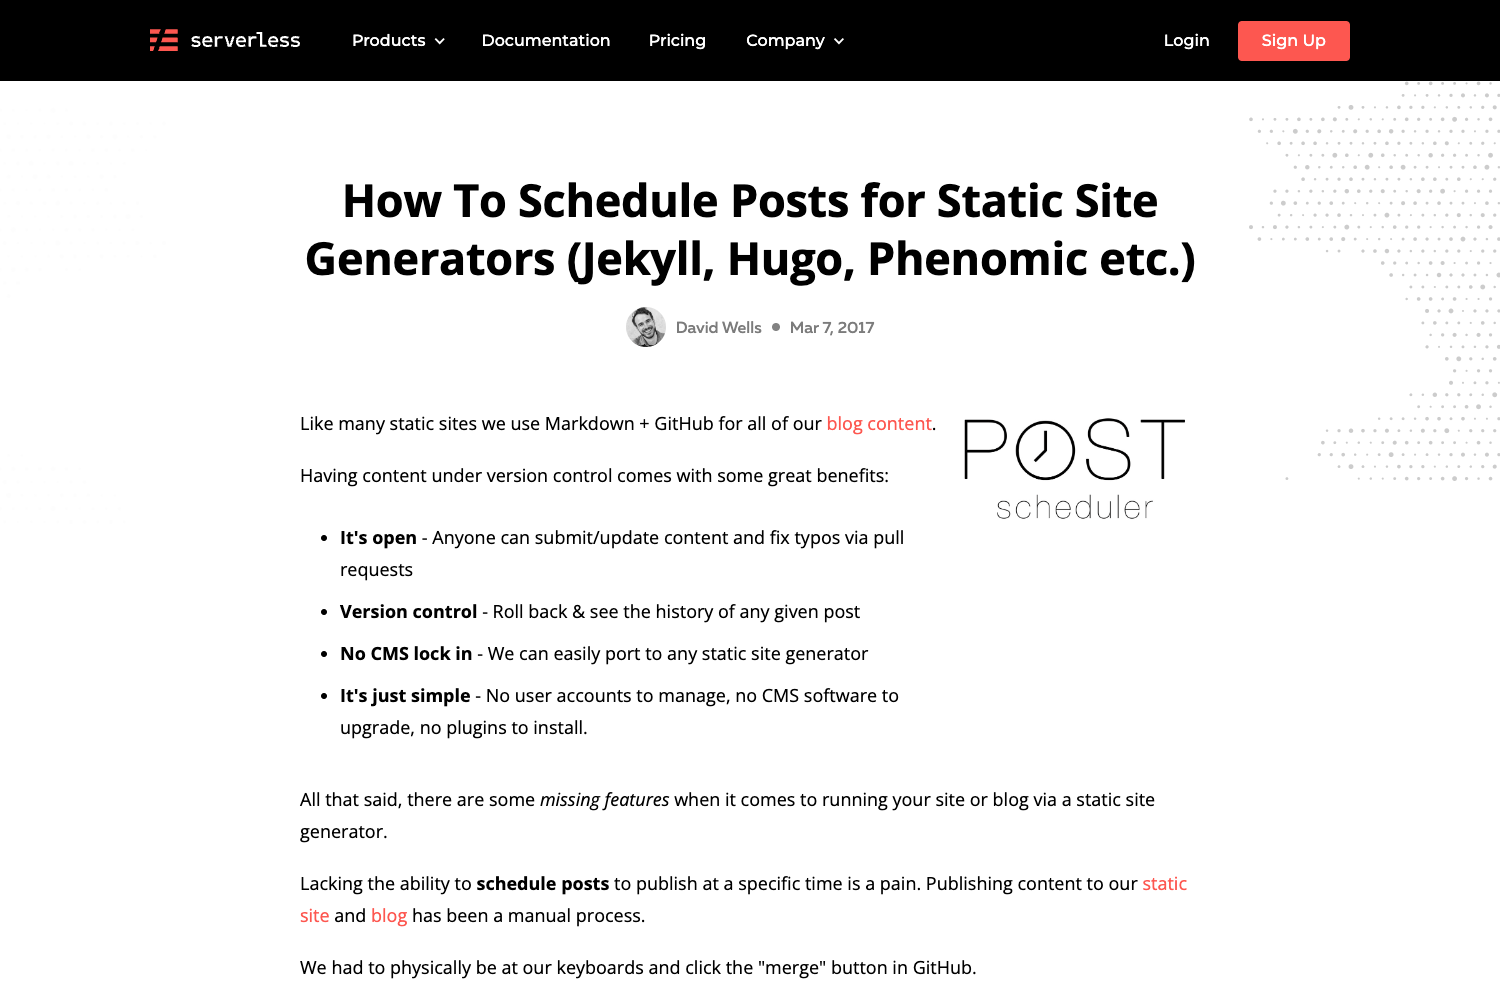 serverless
Products
Documentation
Pricing
Company
Login
Sign Up
How To Schedule Posts for Static Site
Generators (Jekyll, Hugo, Phenomic etc.)
David Wells • Mar 7, 2017
Like many static sites we use Markdown + GitHub for all of our blog content.
POST
scheduler
Having content under version control comes with some great benefits:
• It's open - Anyone can submit/update content and fix typos via pull
requests
• Version control - Roll back & see the history of any given post
• No CMS lock in - We can easily port to any static site generator
• It's just simple - No user accounts to manage, no CMS software to
upgrade, no plugins to install.
All that said, there are some missing features when it comes to running your site or blog via a static site
generator.
Lacking the ability to schedule posts to publish at a specific time is a pain. Publishing content to our static
site and blog has been a manual process.
We had to physically be at our keyboards and click the "merge" button in GitHub.